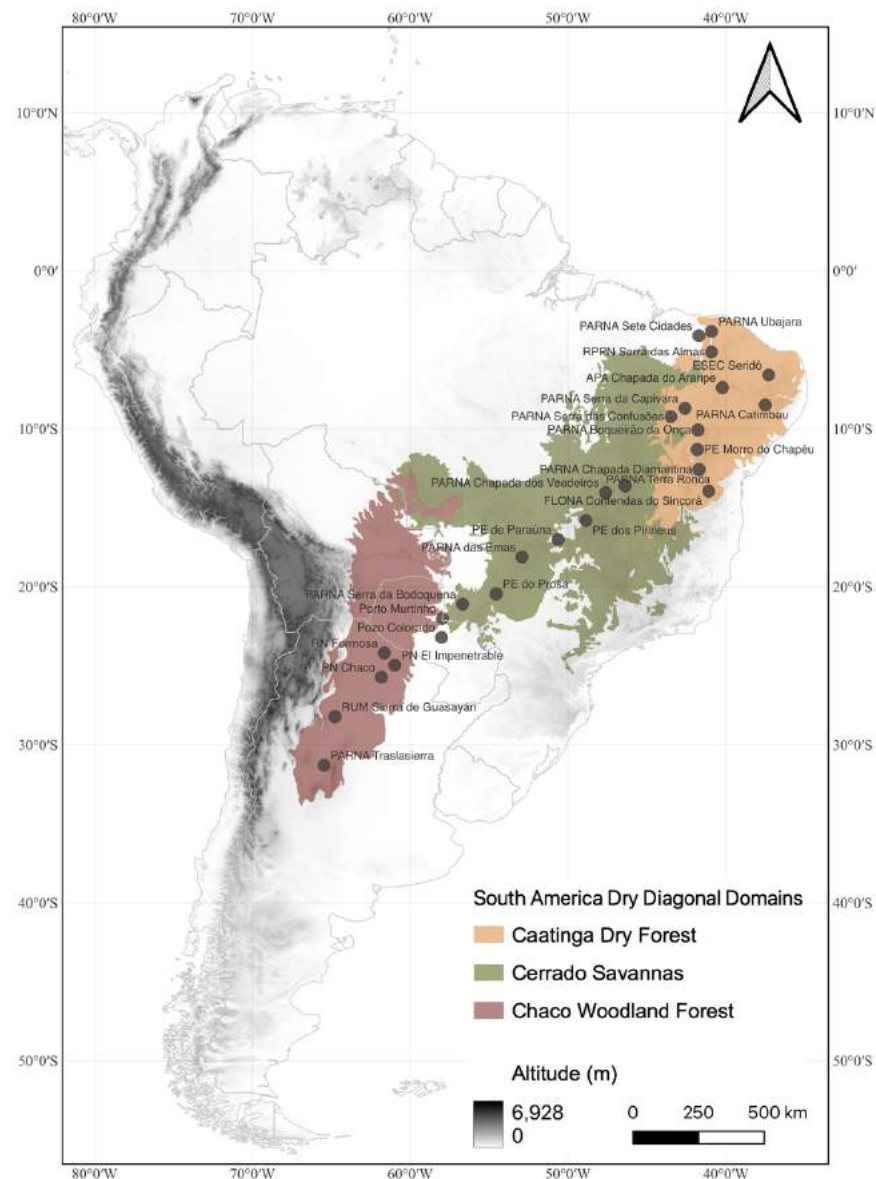 80°0'W 70°0'W 60°0'W 50°0'W 40°0'W
10°0'N 10°0'N
0°0' 0°0'
PARNA Sete Cidades PARNA Ubajara
RPRN Serra das Almas
ESEC Seridó
APA Chapada do Araripe
PARNA Serra da Capivara
PARNA Serra das Confusões PARNA Catimbau
10°0'S PARNA Boqueirão da Onça 10°0'S
PE Morro do Chapéu
PARNA Chapada Diamantina
PARNA Chapada dos Veadeiros PARNA Terra Ronca
FLONA Contendas do Sincorá
PE de Paraúna PE dos Pirineus
PARNA das Emas
20°0'S PE do Prosa 20°0'S
PARNA Serra da Bodoquena
Porto Murtinho
Pozo Colorado
RN Formosa
PN El Impenetrable
PN Chaco
RUM Sierra de Guasayán
30°0'S 30°0'S
PARNA Traslasierra
40°0'S 40°0'S
South America Dry Diagonal Domains
Caatinga Dry Forest
Cerrado Savannas
Chaco Woodland Forest
50°0'S 50°0'S
Altitude (m)
6,928
0
0 250 500 km
80°0'W 70°0'W 60°0'W 50°0'W 40°0'W